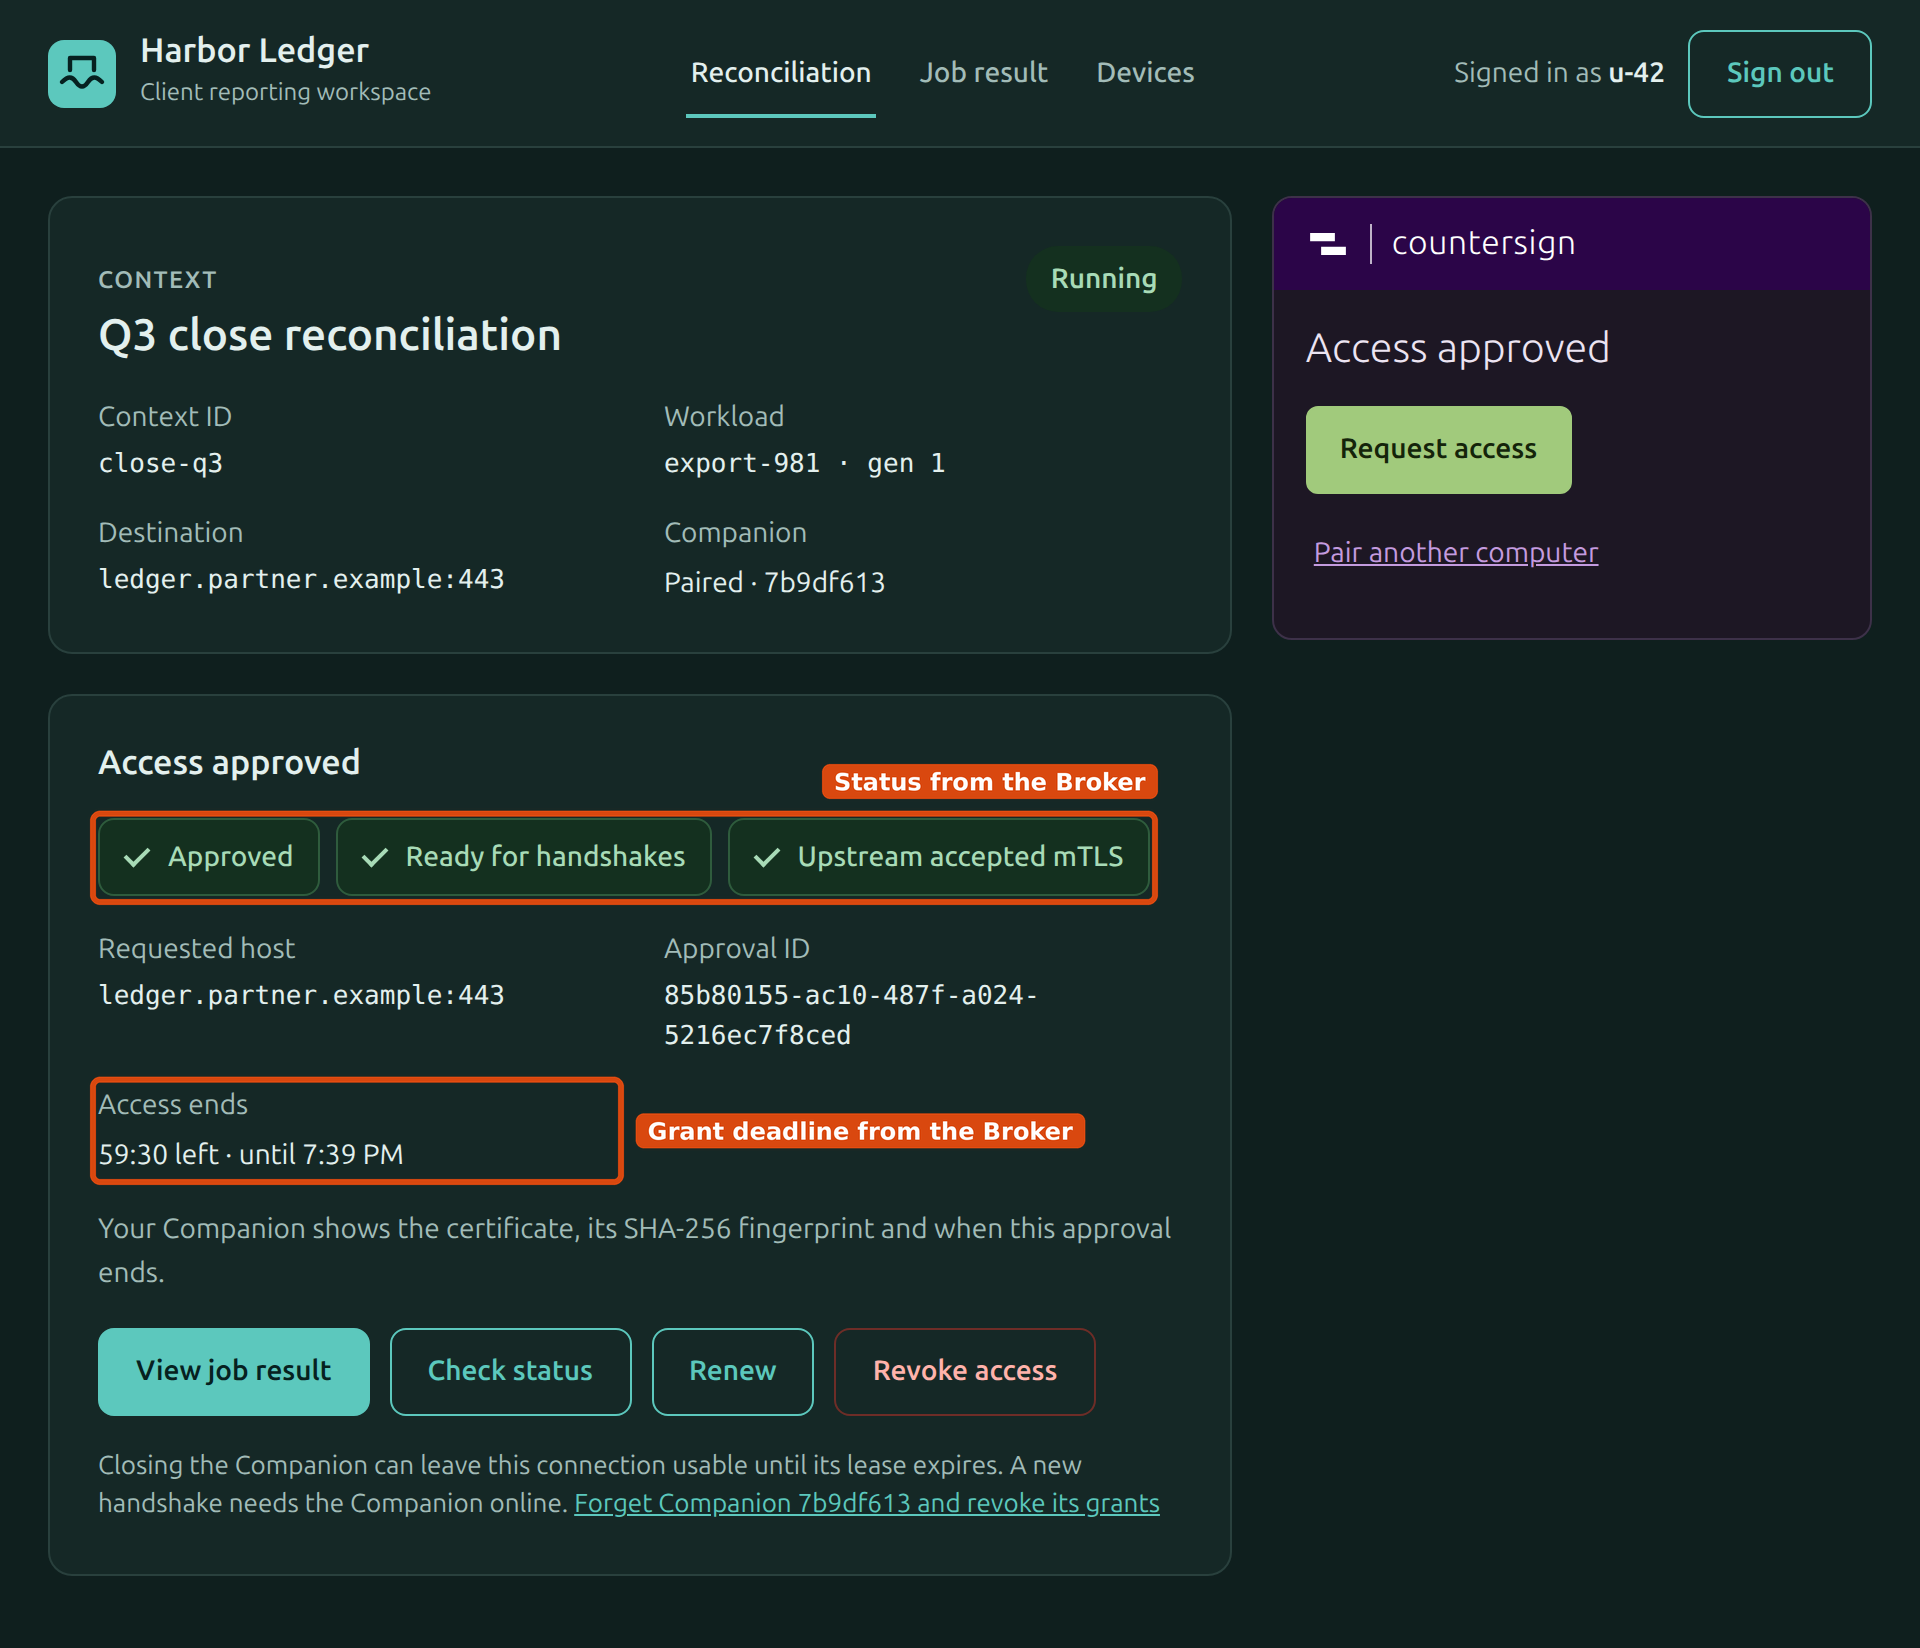 Harbor Ledger
Client reporting workspace
Reconciliation
Job result
Devices
Signed in as u-42
Sign out
CONTEXT
Running
Q3 close reconciliation
Context ID
close-q3
Workload
export-981 · gen 1
Destination
ledger.partner.example:443
Companion
Paired · 7b9df613
countersign
Access approved
Request access
Pair another computer
Access approved
Status from the Broker
Approved
Ready for handshakes
Upstream accepted mTLS
Requested host
ledger.partner.example:443
Approval ID
85b80155-ac10-487f-a024-
5216ec7f8ced
Access ends
59:30 left · until 7:39 PM
Grant deadline from the Broker
Your Companion shows the certificate, its SHA-256 fingerprint and when this approval
ends.
View job result
Check status
Renew
Revoke access
Closing the Companion can leave this connection usable until its lease expires. A new
handshake needs the Companion online. Forget Companion 7b9df613 and revoke its grants